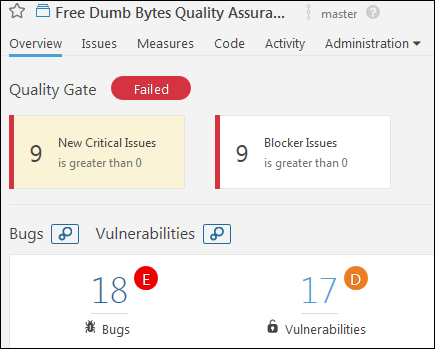 Free Dumb Bytes Quality Assura... master ?
Overview Issues Measures Code Activity Administration
Quality Gate Failed
9 New Critical Issues
is greater than 0
9 Blocker Issues
is greater than 0
Bugs Vulnerabilities
18 E
Bugs
17 D
Vulnerabilities